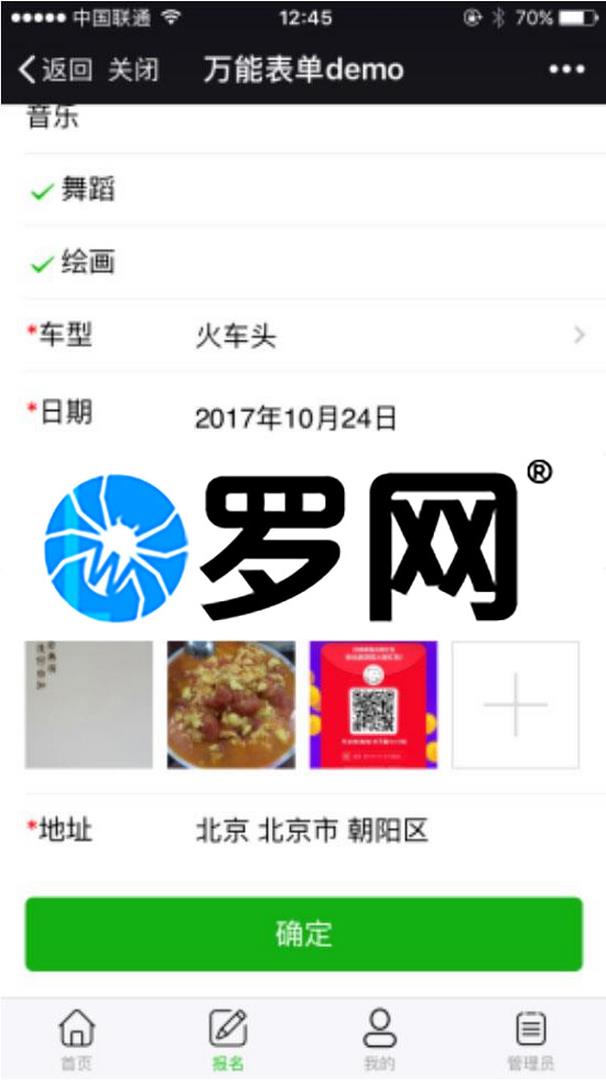 中国联通 12:45 70%
返回 关闭 万能表单demo
音乐
舞蹈
绘画
*车型 火车头
*日期 2017年10月24日
罗网®
*地址 北京 北京市 朝阳区
确定
首页 报名 我的 管理员